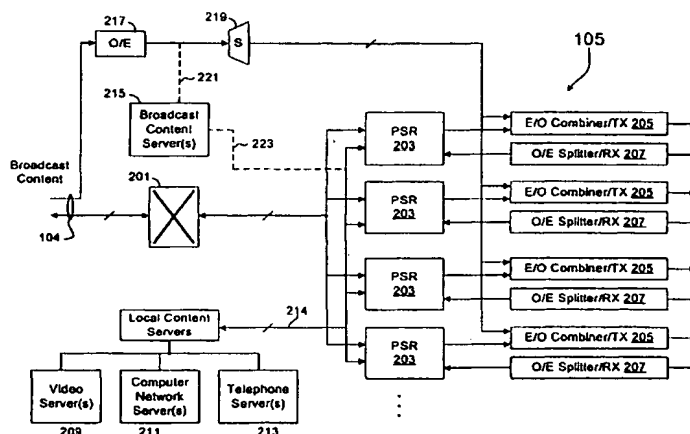 217
O/E
219
S
105
221
215
Broadcast
Content
Server(s)
223
Broadcast
Content
201
104
PSR
203
E/O Combiner/TX 205
O/E Splitter/RX 207
PSR
203
E/O Combiner/TX 205
O/E Splitter/RX 207
PSR
203
E/O Combiner/TX 205
O/E Splitter/RX 207
PSR
203
E/O Combiner/TX 205
O/E Splitter/RX 207
214
Local Content
Servers
Video
Server(s)
209
Computer
Network
Server(s)
211
Telephone
Server(s)
213